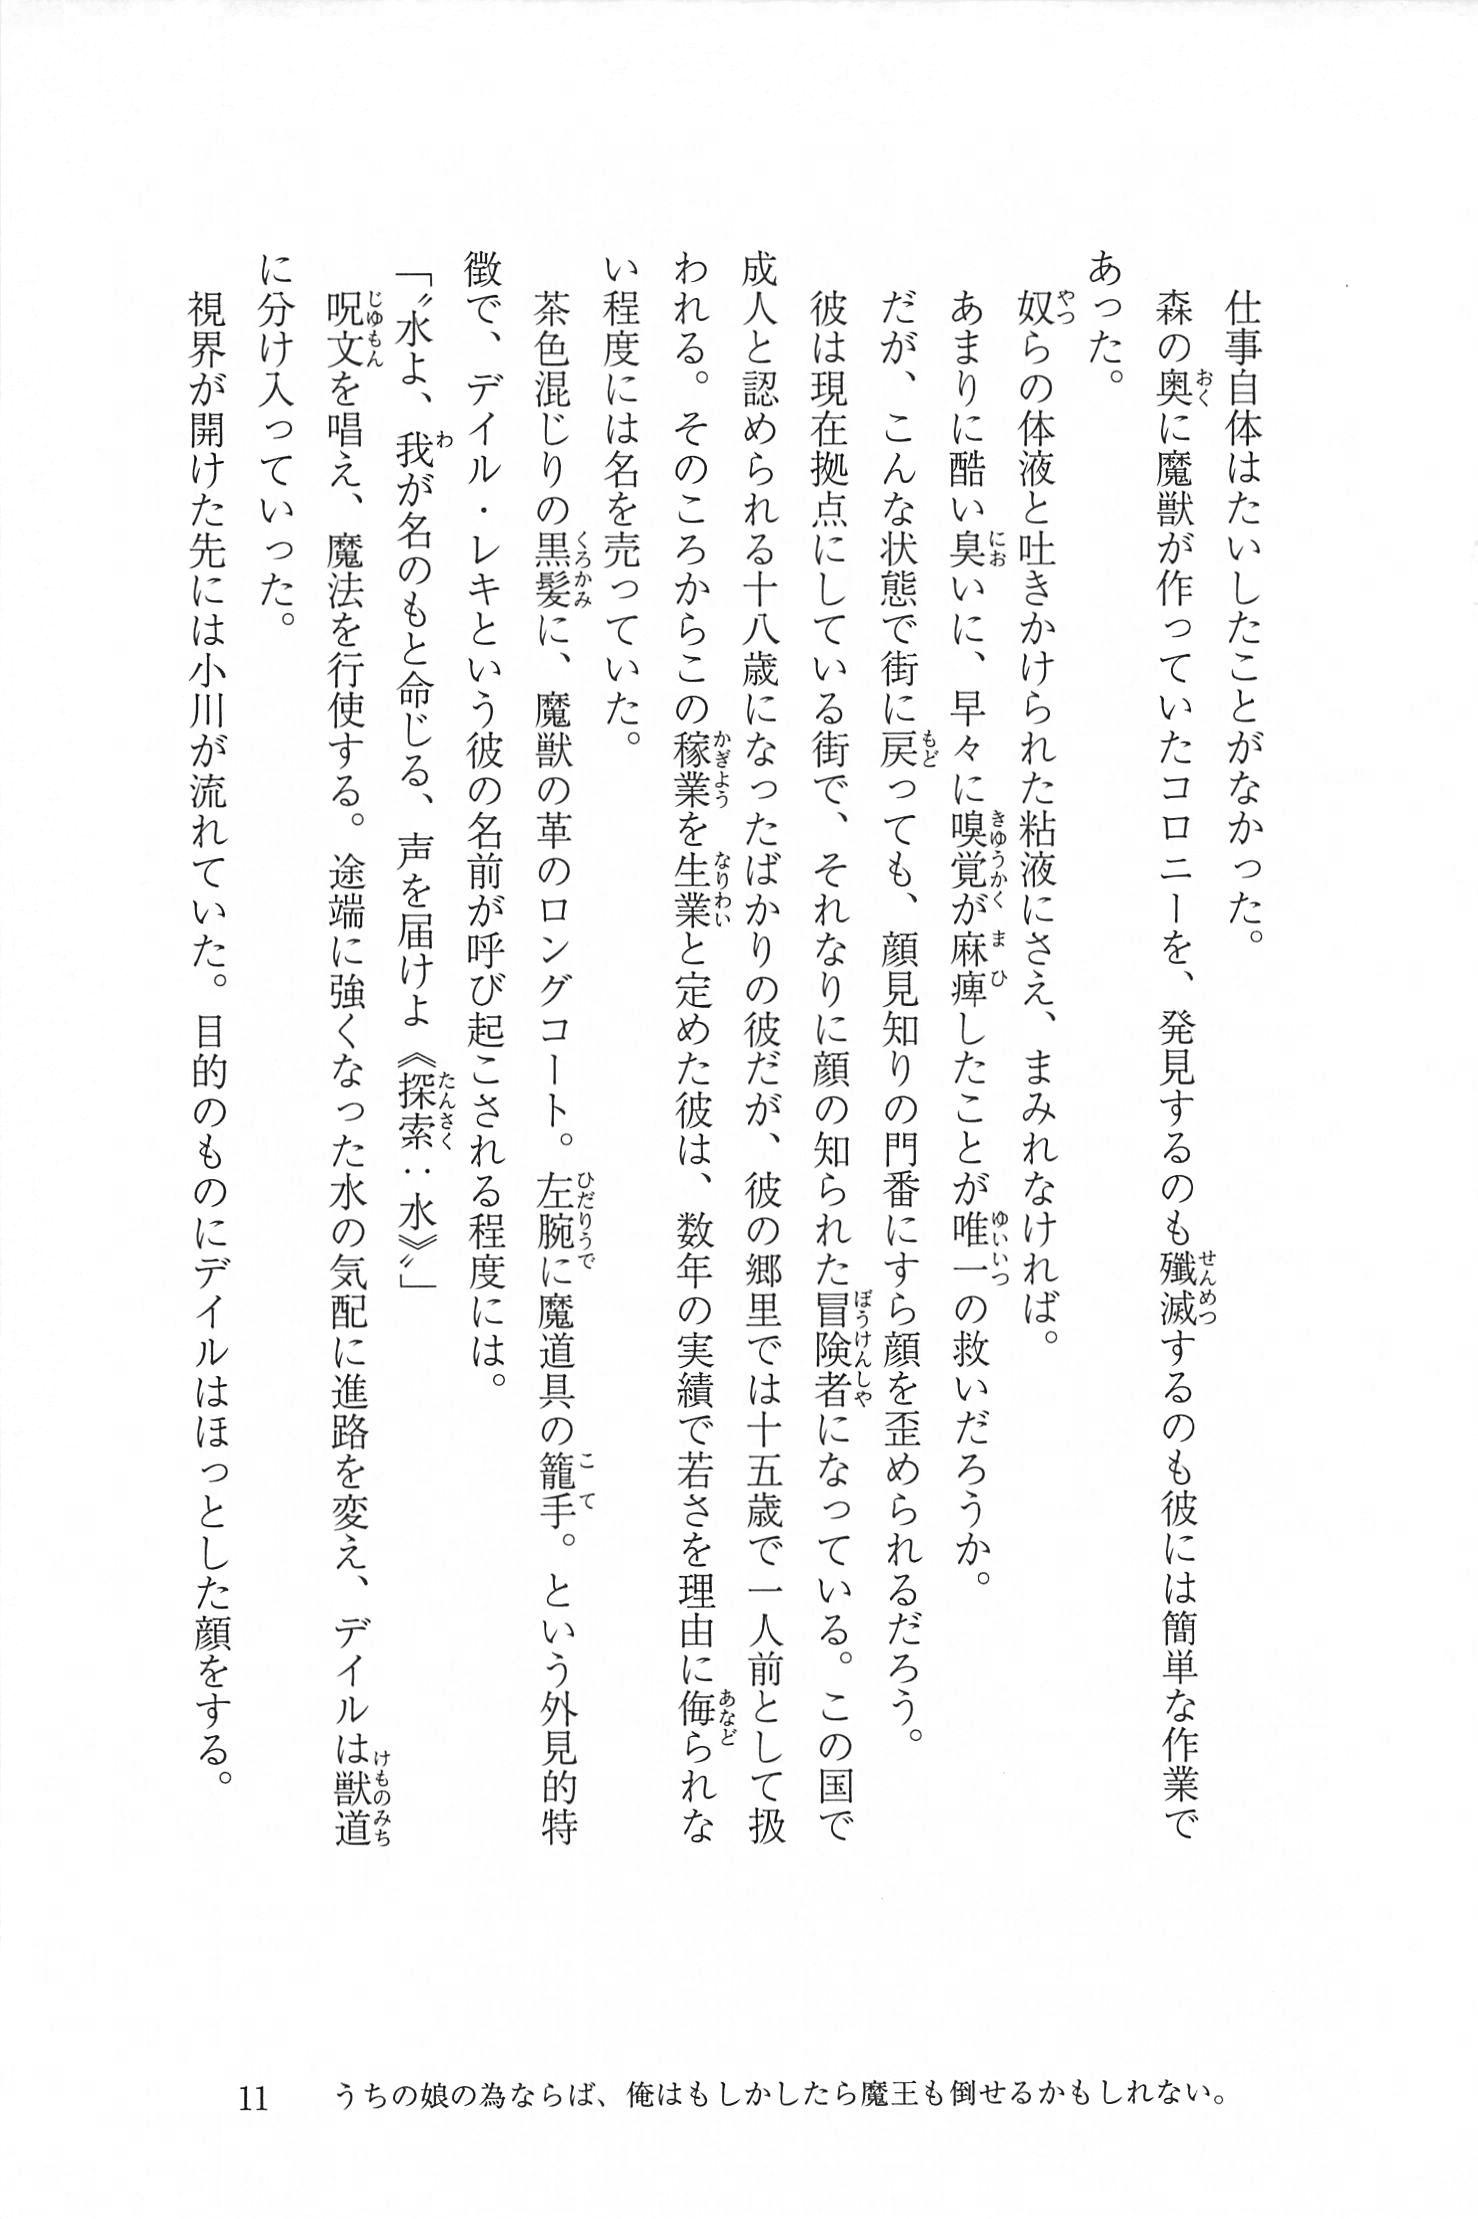 仕事自体はたいしたことがなかった。
森の奥に魔獣が作っていたコロニーを、発見するのも殲滅するのも彼には簡単な作業で
あった。
奴らの体液と吐きかけられた粘液にさえ、まみれなければ。
あまりに酷い臭いに、早々に嗅覚が麻痺したことが唯一の救いだろうか。
だが、こんな状態で街に戻っても、顔見知りの門番にすら顔を歪められるだろう。
彼は現在拠点にしている街で、それなりに顔の知られた冒険者になっている。この国で
成人と認められる十八歳になったばかりの彼だが、彼の郷里では十五歳で一人前として扱
われる。そのころからこの稼業を生業と定めた彼は、数年の実績で若さを理由に侮られな
い程度には名を売っていた。
茶色混じりの黒髪に、魔獣の革のロングコート。左腕に魔道具の籠手。という外見的特
徴で、デイル・レキという彼の名前が呼び起こされる程度には。
「〝水よ、我が名のもと命じる、声を届けよ《探索：水》〟」
呪文を唱え、魔法を行使する。途端に強くなった水の気配に進路を変え、デイルは獣道
に分け入っていった。
視界が開けた先には小川が流れていた。目的のものにデイルはほっとした顔をする。
11 うちの娘の為ならば、俺はもしかしたら魔王も倒せるかもしれない。